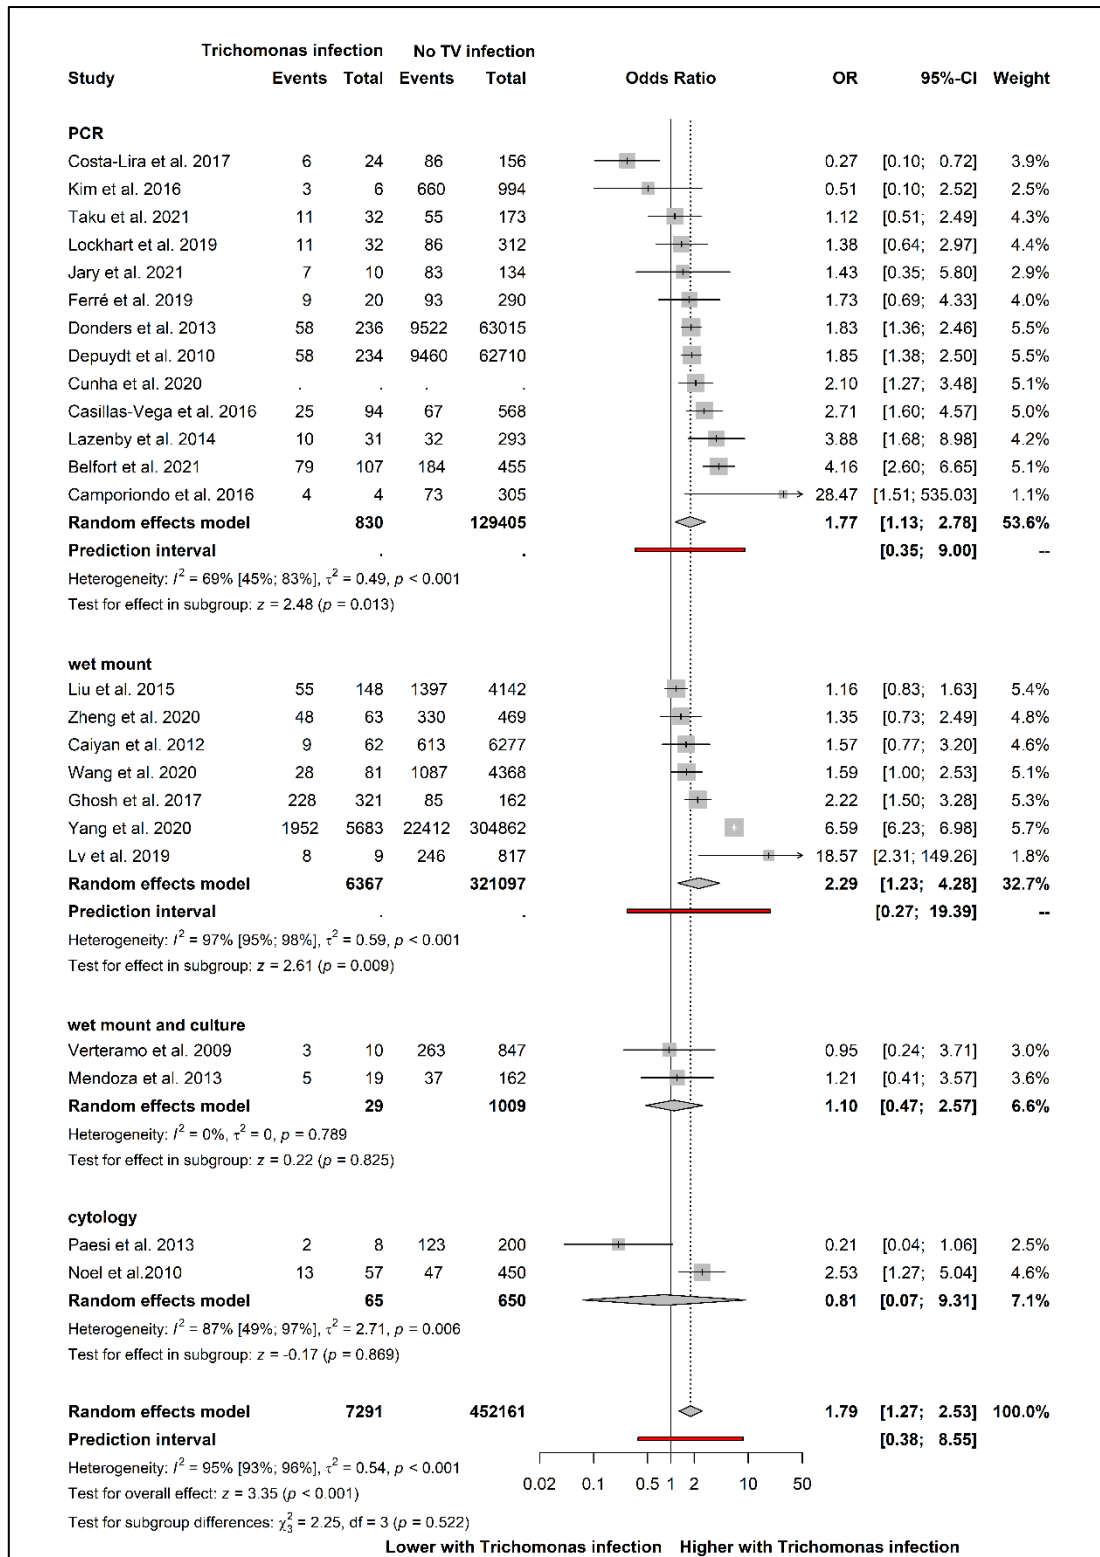 Trichomonas infection No TV infection
Study Events Total Events Total Odds Ratio OR 95%-CI Weight
PCR
Costa-Lira et al. 2017 6 24 86 156 0.27 [0.10; 0.72] 3.9%
Kim et al. 2016 3 6 660 994 0.51 [0.10; 2.52] 2.5%
Taku et al. 2021 11 32 55 173 1.12 [0.51; 2.49] 4.3%
Lockhart et al. 2019 11 32 86 312 1.38 [0.64; 2.97] 4.4%
Jary et al. 2021 7 10 83 134 1.43 [0.35; 5.80] 2.9%
Ferré et al. 2019 9 20 93 290 1.73 [0.69; 4.33] 4.0%
Donders et al. 2013 58 236 9522 63015 1.83 [1.36; 2.46] 5.5%
Depuydt et al. 2010 58 234 9460 62710 1.85 [1.38; 2.50] 5.5%
Cunha et al. 2020 . . . . 2.10 [1.27; 3.48] 5.1%
Casillas-Vega et al. 2016 25 94 67 568 2.71 [1.60; 4.57] 5.0%
Lazenby et al. 2014 10 31 32 293 3.88 [1.68; 8.98] 4.2%
Belfort et al. 2021 79 107 184 455 4.16 [2.60; 6.65] 5.1%
Camporiondo et al. 2016 4 4 73 305 28.47 [1.51; 535.03] 1.1%
Random effects model 830 129405 1.77 [1.13; 2.78] 53.6%
Prediction interval . . [0.35; 9.00] --
Heterogeneity: I² = 69% [45%; 83%], τ² = 0.49, p < 0.001
Test for effect in subgroup: z = 2.48 (p = 0.013)
wet mount
Liu et al. 2015 55 148 1397 4142 1.16 [0.83; 1.63] 5.4%
Zheng et al. 2020 48 63 330 469 1.35 [0.73; 2.49] 4.8%
Caiyan et al. 2012 9 62 613 6277 1.57 [0.77; 3.20] 4.6%
Wang et al. 2020 28 81 1087 4368 1.59 [1.00; 2.53] 5.1%
Ghosh et al. 2017 228 321 85 162 2.22 [1.50; 3.28] 5.3%
Yang et al. 2020 1952 5683 22412 304862 6.59 [6.23; 6.98] 5.7%
Lv et al. 2019 8 9 246 817 18.57 [2.31; 149.26] 1.8%
Random effects model 6367 321097 2.29 [1.23; 4.28] 32.7%
Prediction interval . . [0.27; 19.39] --
Heterogeneity: I² = 97% [95%; 98%], τ² = 0.59, p < 0.001
Test for effect in subgroup: z = 2.61 (p = 0.009)
wet mount and culture
Verteramo et al. 2009 3 10 263 847 0.95 [0.24; 3.71] 3.0%
Mendoza et al. 2013 5 19 37 162 1.21 [0.41; 3.57] 3.6%
Random effects model 29 1009 1.10 [0.47; 2.57] 6.6%
Heterogeneity: I² = 0%, τ² = 0, p = 0.789
Test for effect in subgroup: z = 0.22 (p = 0.825)
cytology
Paesi et al. 2013 2 8 123 200 0.21 [0.04; 1.06] 2.5%
Noel et al.2010 13 57 47 450 2.53 [1.27; 5.04] 4.6%
Random effects model 65 650 0.81 [0.07; 9.31] 7.1%
Heterogeneity: I² = 87% [49%; 97%], τ² = 2.71, p = 0.006
Test for effect in subgroup: z = -0.17 (p = 0.869)
Random effects model 7291 452161 1.79 [1.27; 2.53] 100.0%
Prediction interval [0.38; 8.55]
Heterogeneity: I² = 95% [93%; 96%], τ² = 0.54, p < 0.001
0.02 0.1 0.5 1 2 10 50
Test for overall effect: z = 3.35 (p < 0.001)
Test for subgroup differences: χ²₃ = 2.25, df = 3 (p = 0.522)
Lower with Trichomonas infection Higher with Trichomonas infection